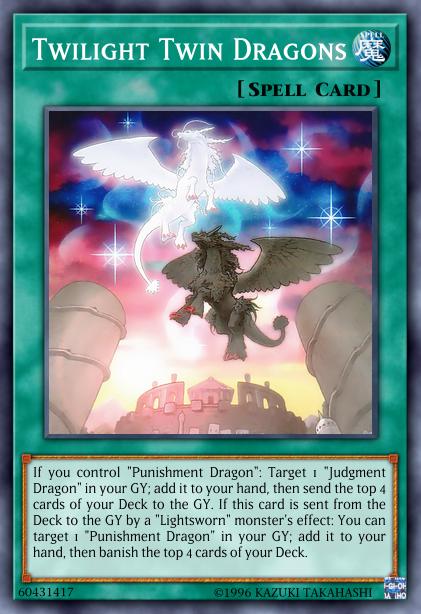 TWILIGHT TWIN DRAGONS
SPELL
魔
[SPELL CARD]
If you control "Punishment Dragon": Target 1 "Judgment
Dragon" in your GY; add it to your hand, then send the top 4
cards of your Deck to the GY. If this card is sent from the
Deck to the GY by a "Lightsworn" monster's effect: You can
target 1 "Punishment Dragon" in your GY; add it to your
hand, then banish the top 4 cards of your Deck.
60431417
©1996 KAZUKI TAKAHASHI